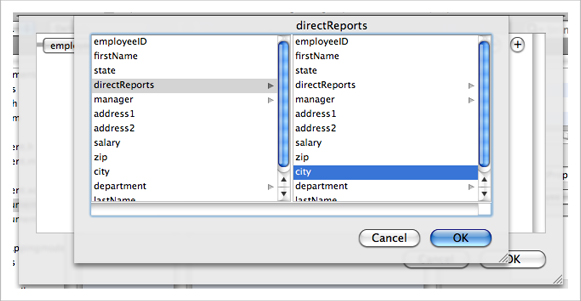 directReports
emplo
employeeID
firstName
state
directReports
manager
address1
address2
salary
zip
city
department
lastName
employeeID
firstName
state
directReports
manager
address1
address2
salary
zip
city
department
lastName
Cancel
OK
Cancel
OK